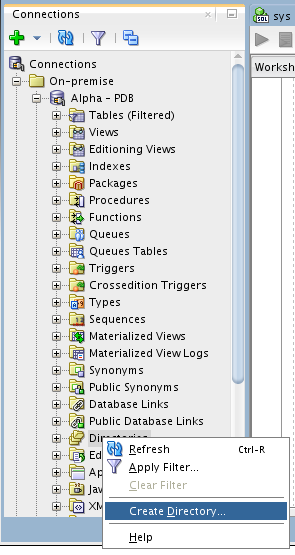 Connections
sys
Worksh
Connections
On-premise
Alpha - PDB
Tables (Filtered)
Views
Editioning Views
Indexes
Packages
Procedures
Functions
Queues
Queues Tables
Triggers
Crossedition Triggers
Types
Sequences
Materialized Views
Materialized View Logs
Synonyms
Public Synonyms
Database Links
Public Database Links
Directories
Refresh Ctrl-R
Ed
Apply Filter...
Ap
Clear Filter
Jav
Create Directory...
XM
Help